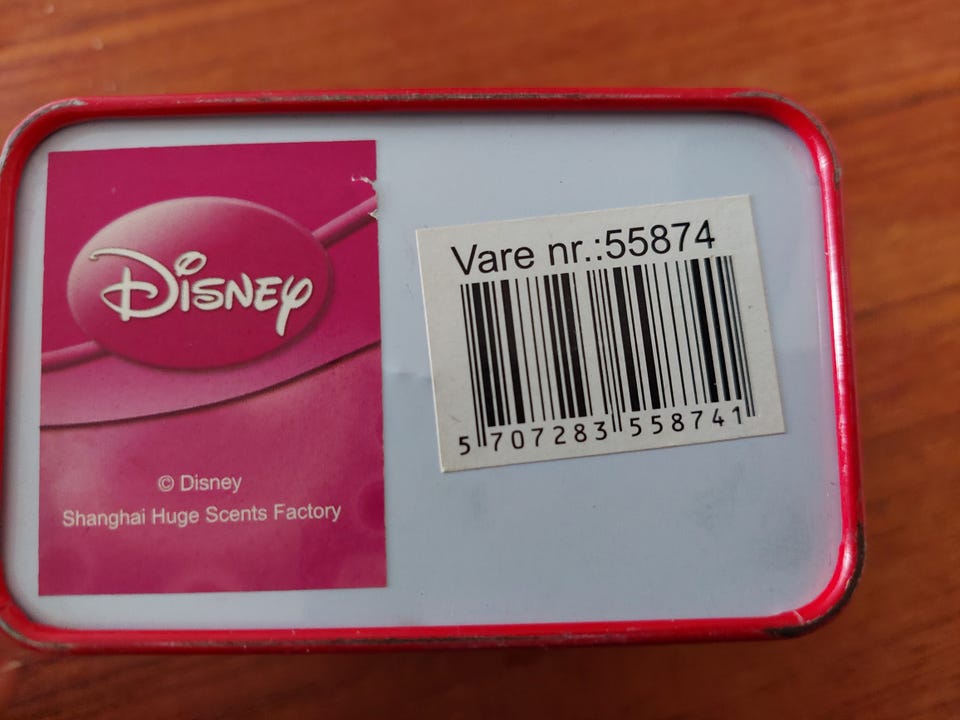 Disney
© Disney
Shanghai Huge Scents Factory
Vare nr.:55874
5 707283 558741